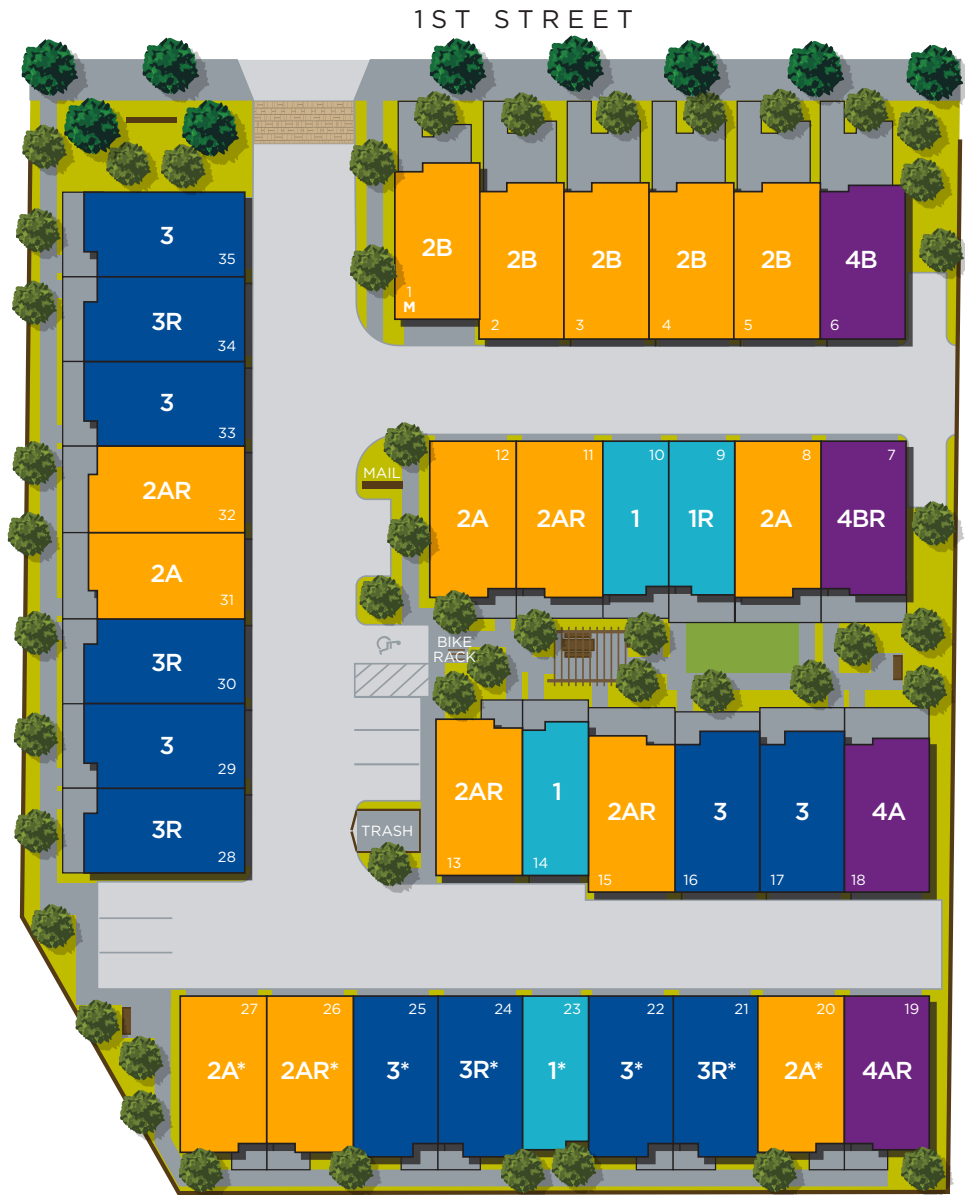 1ST STREET
3
35
3R
34
3
33
2AR
32
2A
31
3R
30
3
29
3R
28
2B
1
M
2B
2
2B
3
2B
4
2B
5
4B
6
MAIL
12
2A
11
2AR
10
1
9
1R
8
2A
7
4BR
BIKE
RACK
TRASH
2AR
13
1
14
2AR
15
3
16
3
17
4A
18
27
2A*
26
2AR*
25
3*
24
3R*
23
1*
22
3*
21
3R*
20
2A*
19
4AR